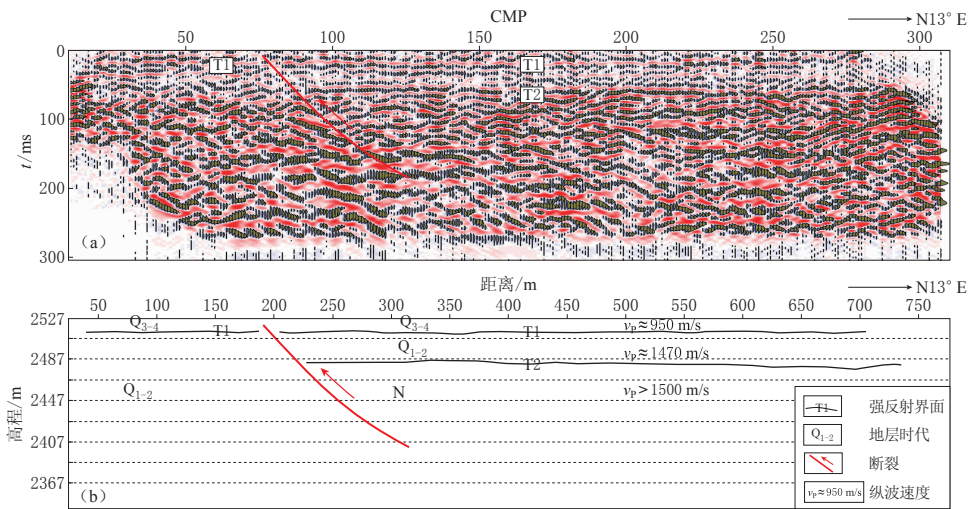 CMP
N13° E
50 100 150 200 250 300
0
T1 T1
T2
100
t/ms
200
(a)
300
距离/m
N13° E
50 100 150 200 250 300 350 400 450 500 550 600 650 700 750
2527
Q3-4 T1 Q3-4 T1 vP≈950 m/s
Q1-2 vP≈1470 m/s
2487
T2
Q1-2 N vP>1500 m/s
2447
高程/m
2407
2367
(b)
T1 强反射界面
Q1-2 地层时代
断裂
vP≈950 m/s 纵波速度